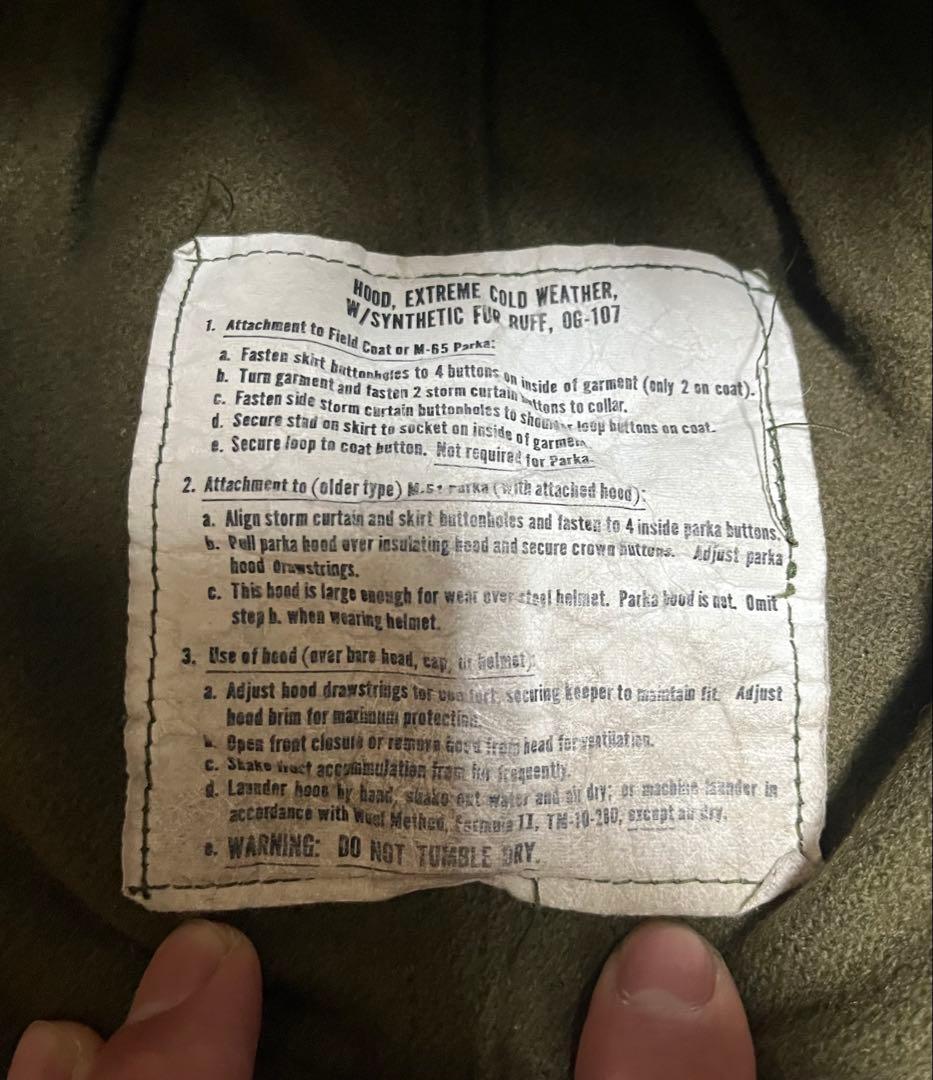 HOOD, EXTREME COLD WEATHER,
W/SYNTHETIC FUR RUFF, OG-107
1. Attachment to Field Coat or M-65 Parka:
a. Fasten skirt buttonholes to 4 buttons on inside of garment (only 2 on coat).
b. Turn garment and fasten 2 storm curtain buttons to collar.
c. Fasten side storm curtain buttonholes to shoulder loop buttons on coat.
d. Secure stud on skirt to socket on inside of garment.
e. Secure loop to coat button. Not required for Parka.
2. Attachment to (older type) Parka (with attached hood):
a. Align storm curtain and skirt buttonholes and fasten to 4 inside parka buttons.
b. Pull parka hood over insulating hood and secure crown buttons. Adjust parka
hood drawstrings.
c. This hood is large enough for wear over steel helmet. Parka hood is not. Omit
step b. when wearing helmet.
3. Use of hood (over bare head, cap, or helmet):
a. Adjust hood drawstrings for comfort, securing keeper to maintain fit. Adjust
hood brim for maximum protection.
b. Open front closure or remove hood from head for ventilation.
c. Shake frost accumulation from fur frequently.
d. Launder hood by hand, shake out water and air dry; or machine launder in
accordance with Wool Method, Formula II, TM-10-280, except air dry.
e. WARNING: DO NOT TUMBLE DRY.